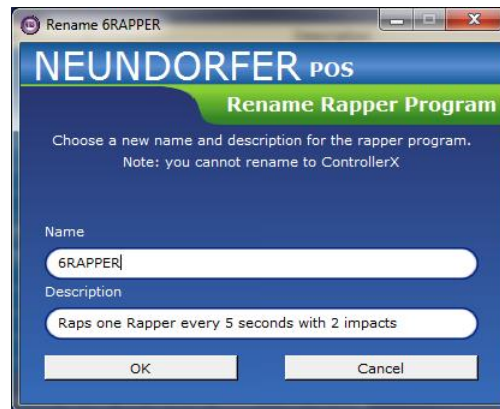 Rename 6RAPPER
NEUNDORFER POS
Rename Rapper Program
Choose a new name and description for the rapper program.
Note: you cannot rename to ControllerX
Name
6RAPPER
Description
Raps one Rapper every 5 seconds with 2 impacts
OK Cancel